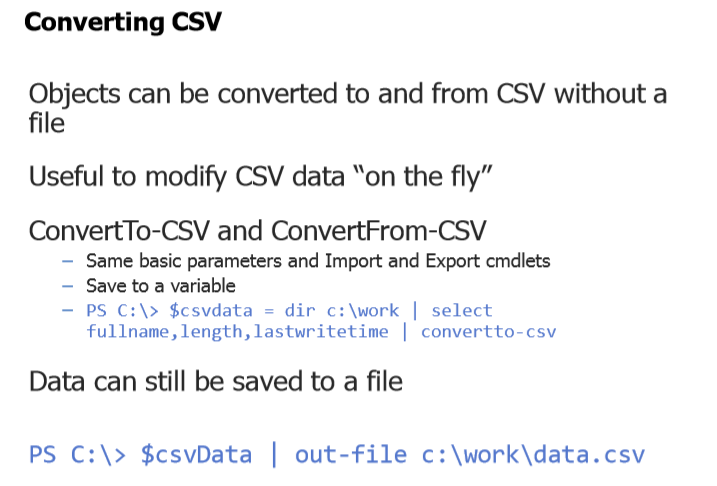 Converting CSV
Objects can be converted to and from CSV without a
file
Useful to modify CSV data "on the fly"
ConvertTo-CSV and ConvertFrom-CSV
– Same basic parameters and Import and Export cmdlets
– Save to a variable
– PS C:\> $csvdata = dir c:\work | select
fullname,length,lastwritetime | convertto-csv
Data can still be saved to a file
PS C:\> $csvData | out-file c:\work\data.csv